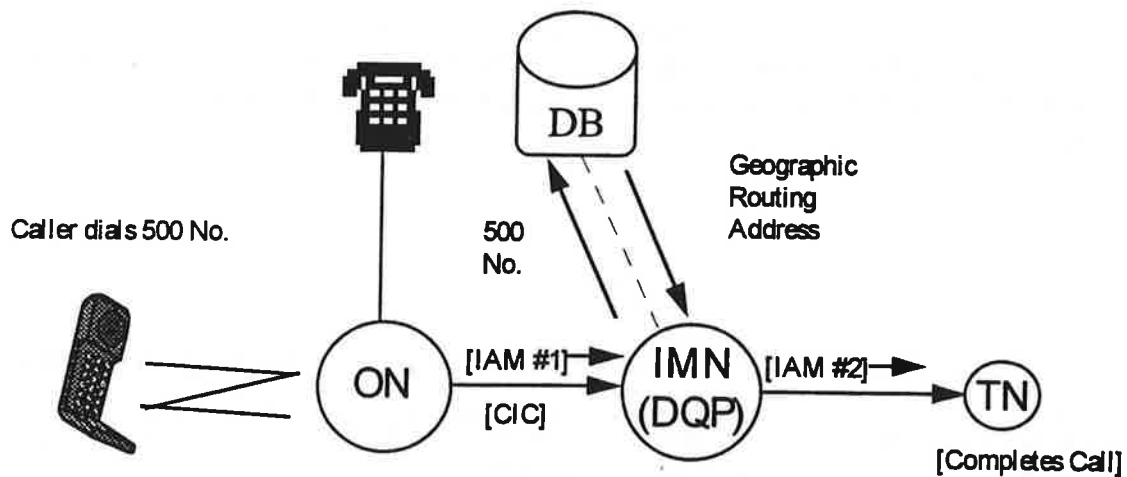 DB
Geographic
Routing
Address
Caller dials 500 No.
500
No.
ON
[IAM #1]
[CIC]
IMN
(DQP)
[IAM #2]
TN
[Completes Call]